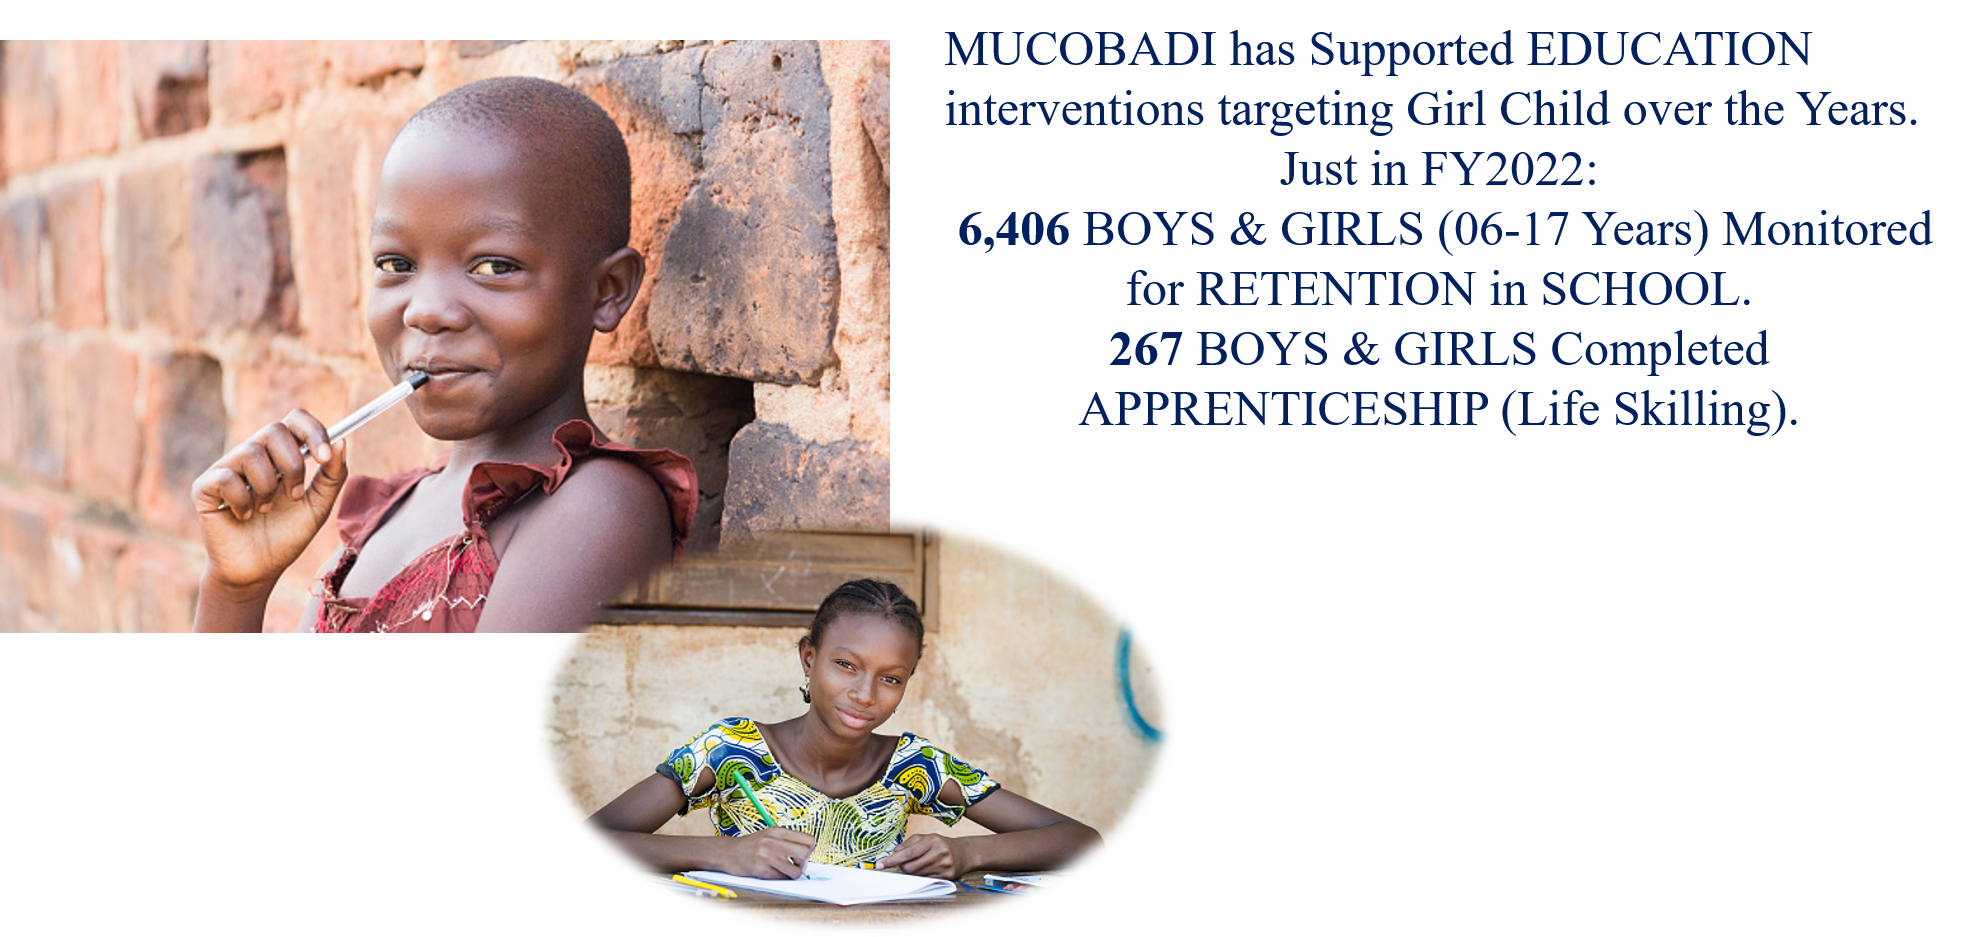 MUCOBADI has Supported EDUCATION
interventions targeting Girl Child over the Years.
Just in FY2022:
6,406 BOYS & GIRLS (06-17 Years) Monitored
for RETENTION in SCHOOL.
267 BOYS & GIRLS Completed
APPRENTICESHIP (Life Skilling).